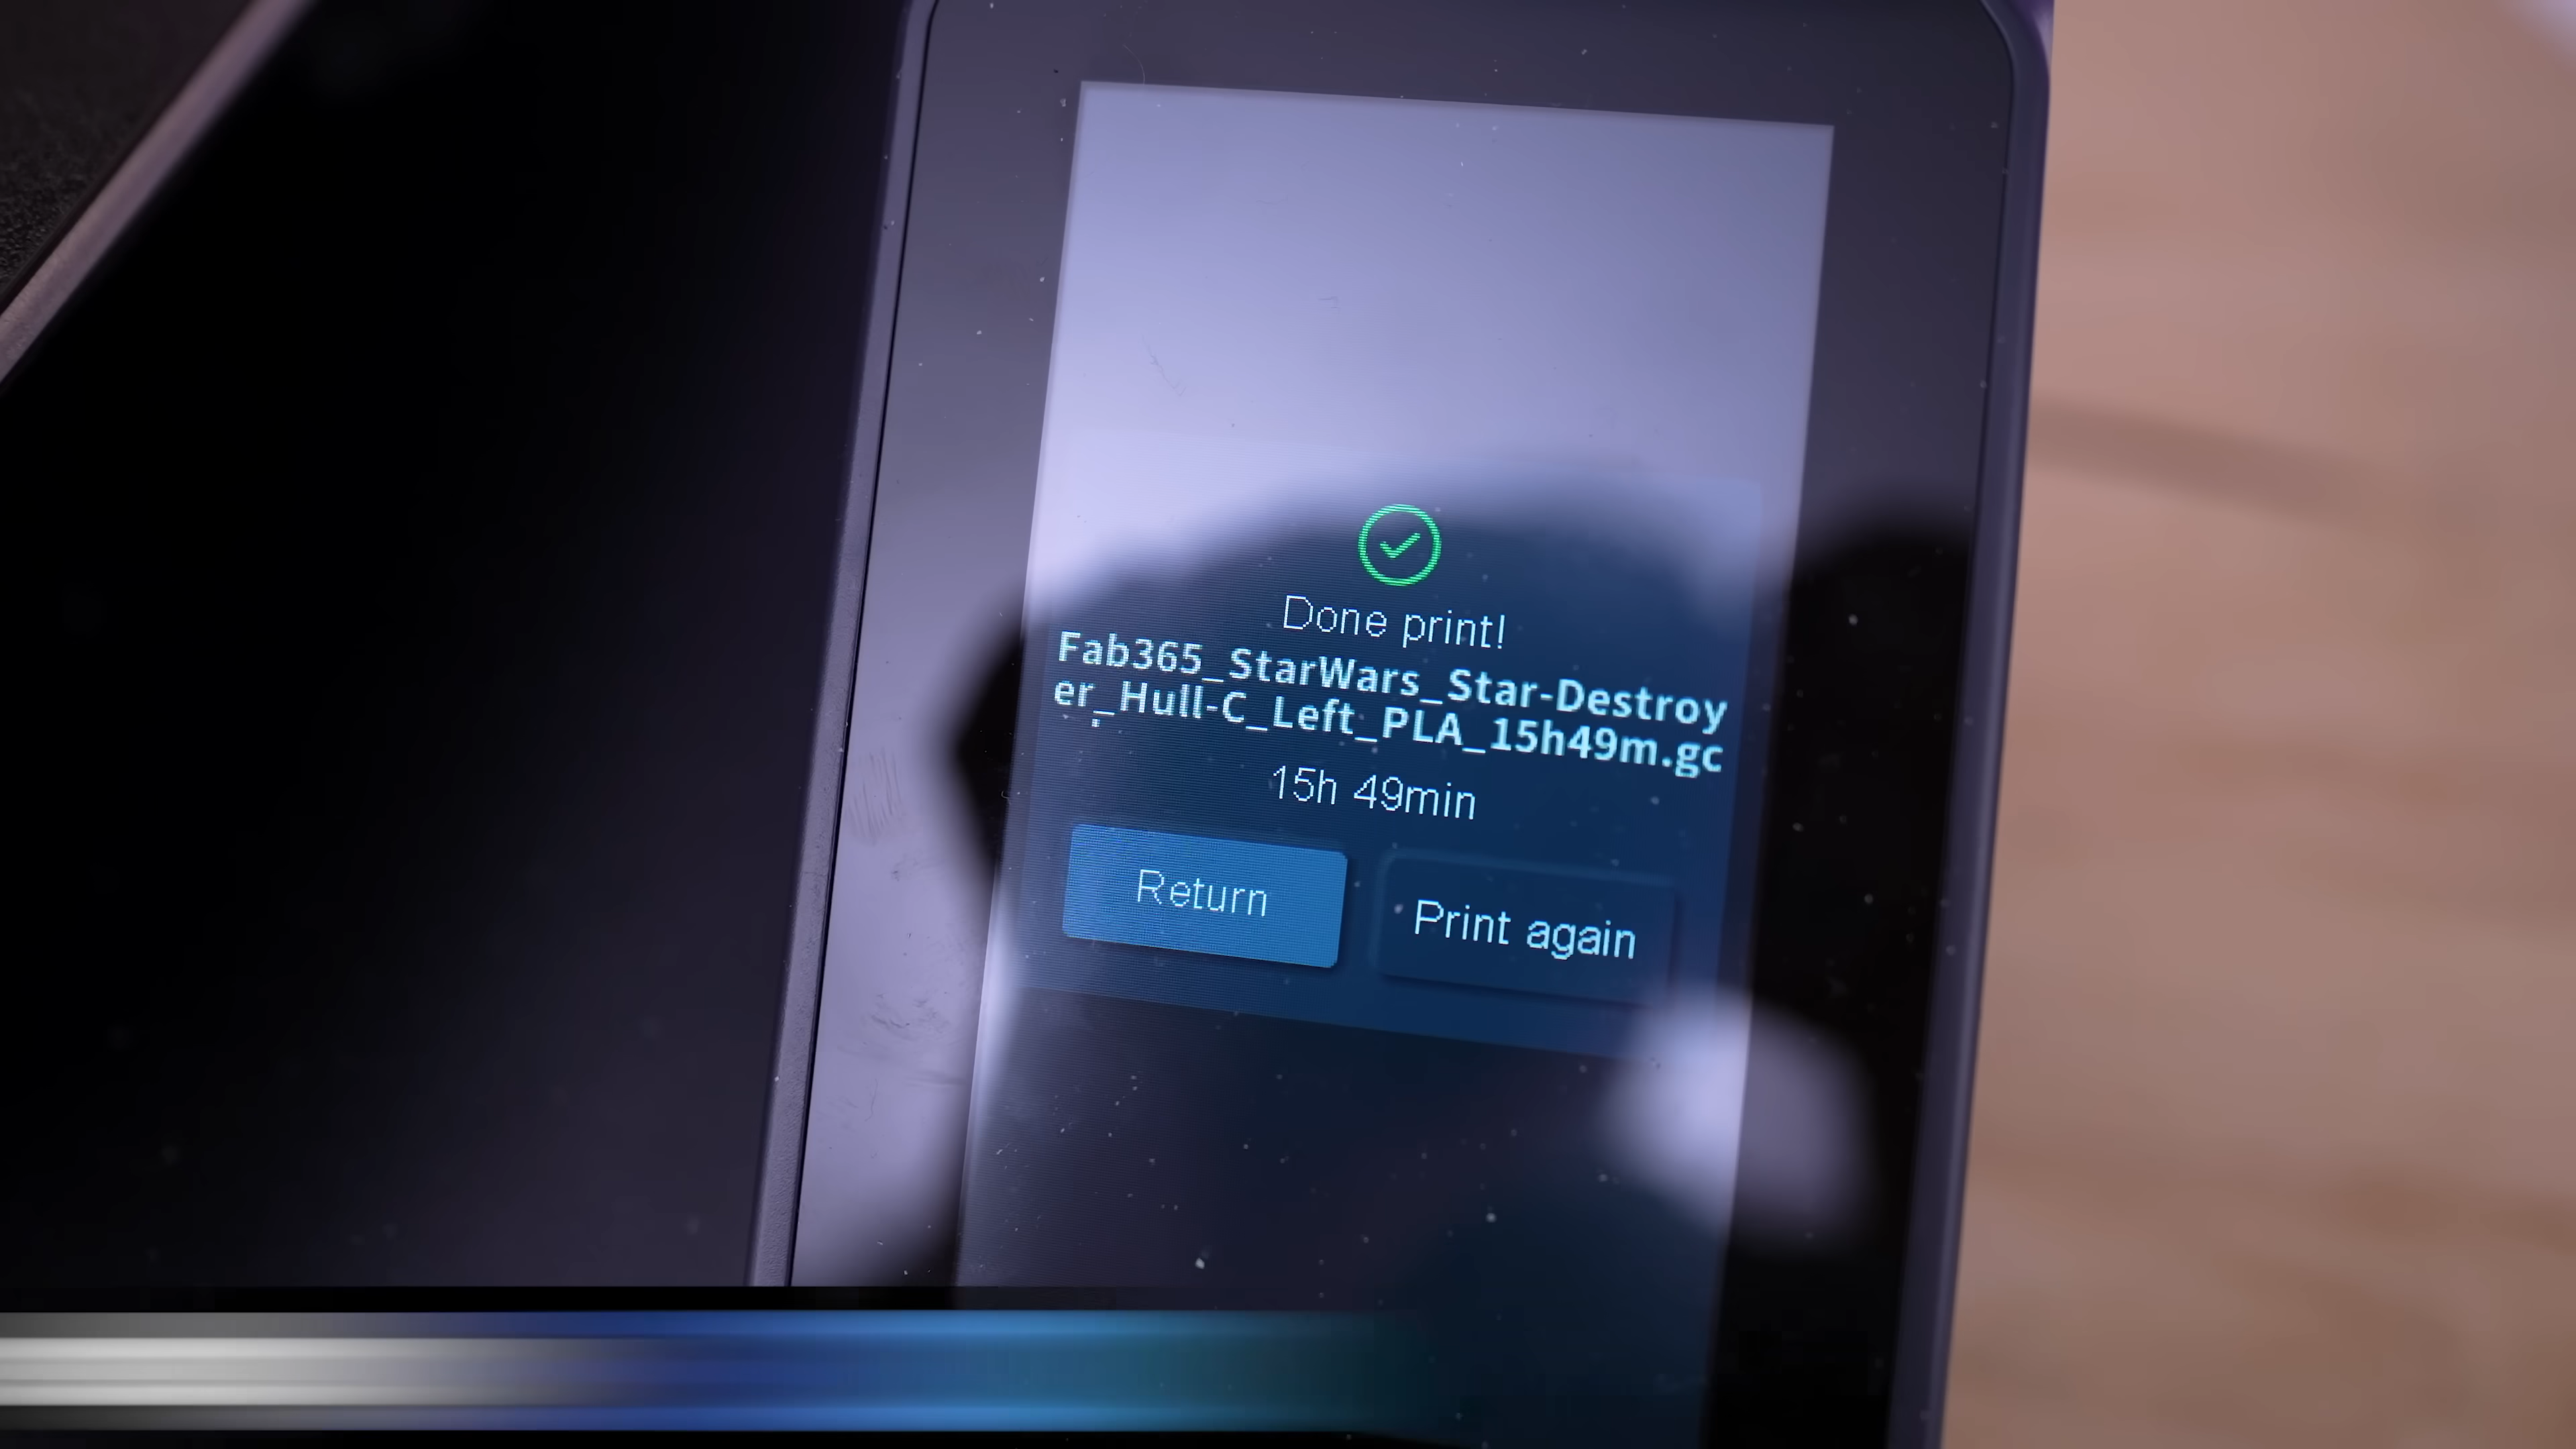 Done print!
Fab365_StarWars_Star-Destroy
er_Hull-C_Left_PLA_15h49m.gc
15h 49min
Return
Print again